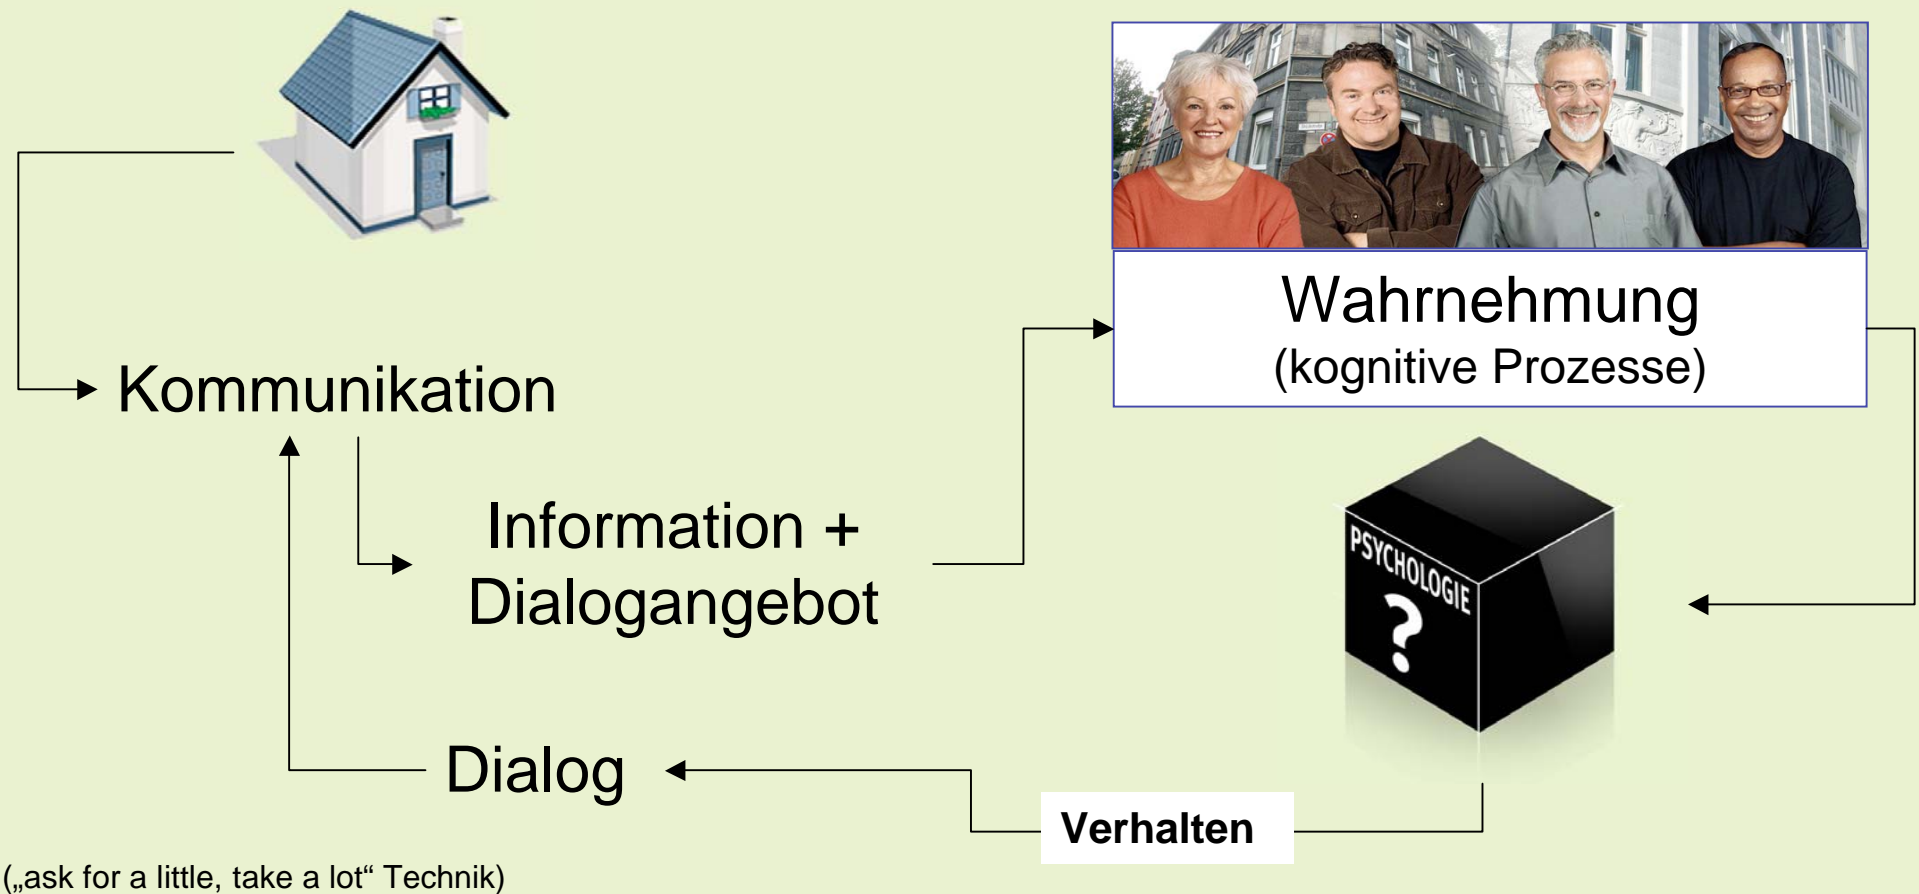 Wahrnehmung
(kognitive Prozesse)
Kommunikation
Information +
Dialogangebot
PSYCHOLOGIE
?
Dialog
Verhalten
(„ask for a little, take a lot“ Technik)